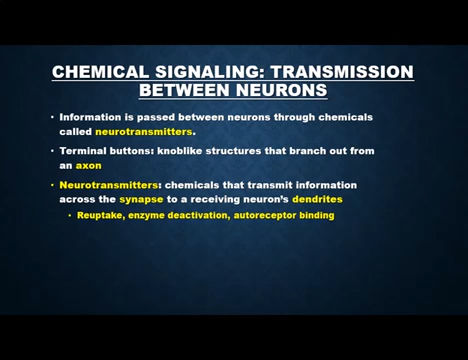 CHEMICAL SIGNALING: TRANSMISSION
BETWEEN NEURONS
• Information is passed between neurons through chemicals
called neurotransmitters.
• Terminal buttons: knoblike structures that branch out from
an axon
• Neurotransmitters: chemicals that transmit information
across the synapse to a receiving neuron's dendrites
• Reuptake, enzyme deactivation, autoreceptor binding